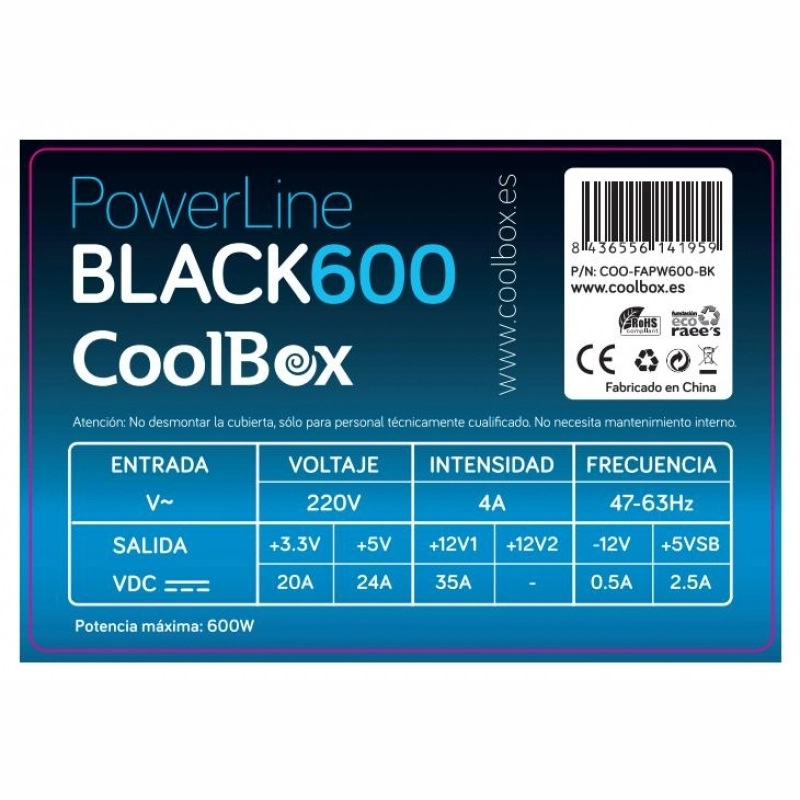 PowerLine
BLACK600
CoolBox
www.coolbox.es
8 436556 141959
P/N: COO-FAPW600-BK
www.coolbox.es
RoHS
compliant
fundación
eco
raee's
CE
Fabricado en China
Atención: No desmontar la cubierta, sólo para personal técnicamente cualificado. No necesita mantenimiento interno.
ENTRADA VOLTAJE INTENSIDAD FRECUENCIA
V~ 220V 4A 47-63Hz
SALIDA +3.3V +5V +12V1 +12V2 -12V +5VSB
VDC 20A 24A 35A - 0.5A 2.5A
Potencia máxima: 600W